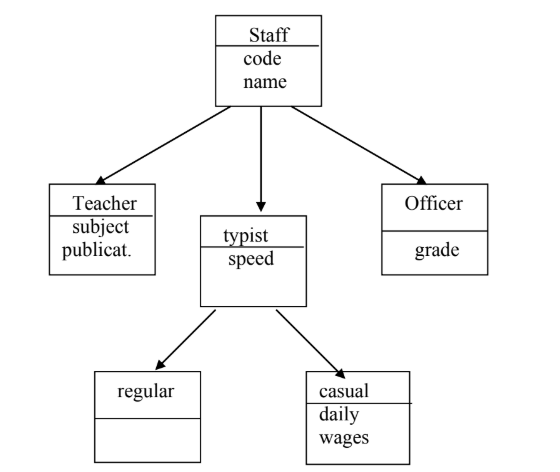 Staff
code
name
Teacher
subject
publicat.
typist
speed
Officer
grade
regular
casual
daily
wages